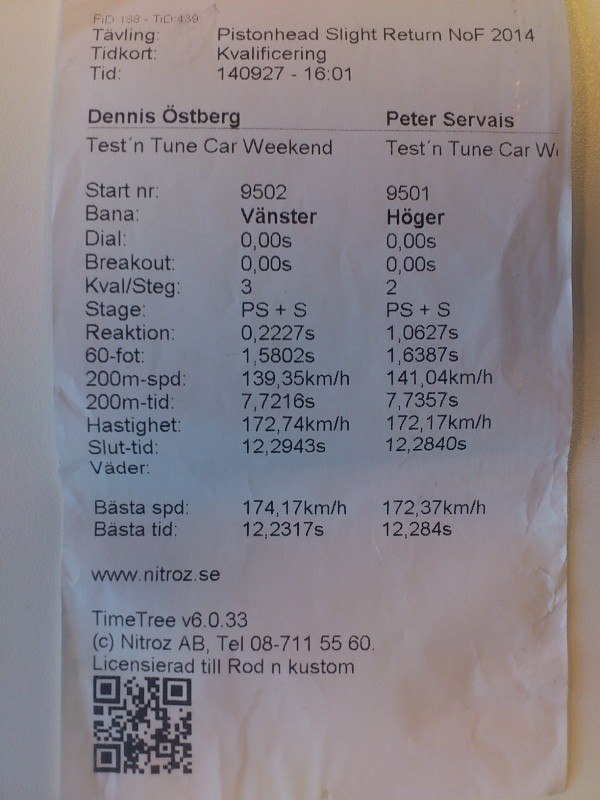 FiD 188 - TiD 439
Tävling: Pistonhead Slight Return NoF 2014
Tidkort: Kvalificering
Tid: 140927 - 16:01
Dennis Östberg Peter Servais
Test´n Tune Car Weekend Test´n Tune Car W
Start nr: 9502 9501
Bana: Vänster Höger
Dial: 0,00s 0,00s
Breakout: 0,00s 0,00s
Kval/Steg: 3 2
Stage: PS + S PS + S
Reaktion: 0,2227s 1,0627s
60-fot: 1,5802s 1,6387s
200m-spd: 139,35km/h 141,04km/h
200m-tid: 7,7216s 7,7357s
Hastighet: 172,74km/h 172,17km/h
Slut-tid: 12,2943s 12,2840s
Väder:
Bästa spd: 174,17km/h 172,37km/h
Bästa tid: 12,2317s 12,284s
www.nitroz.se
TimeTree v6.0.33
(c) Nitroz AB, Tel 08-711 55 60.
Licensierad till Rod n kustom